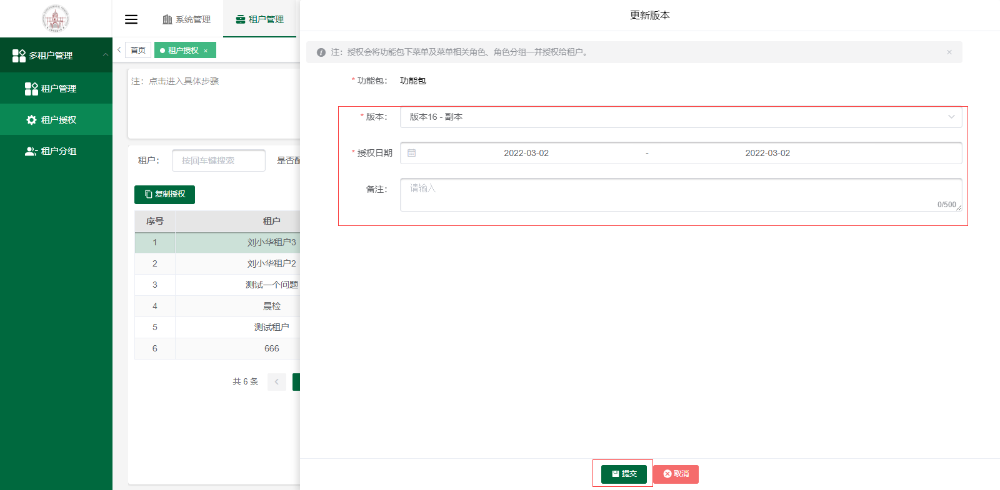 系统管理
租户管理
更新版本
多租户管理
租户管理
租户授权
租户分组
首页
租户授权 ×
注：点击进入具体步骤
租户：
按回车键搜索
是否配
复制授权
序号 租户
1 刘小华租户3
2 刘小华租户2
3 测试一个问题
4 晨检
5 测试租户
6 666
共 6 条
注：授权会将功能包下菜单及菜单相关角色、角色分组一并授权给租户。
* 功能包： 功能包
* 版本： 版本16 - 副本
* 授权日期 2022-03-02 - 2022-03-02
备注： 请输入
0/500
提交
取消